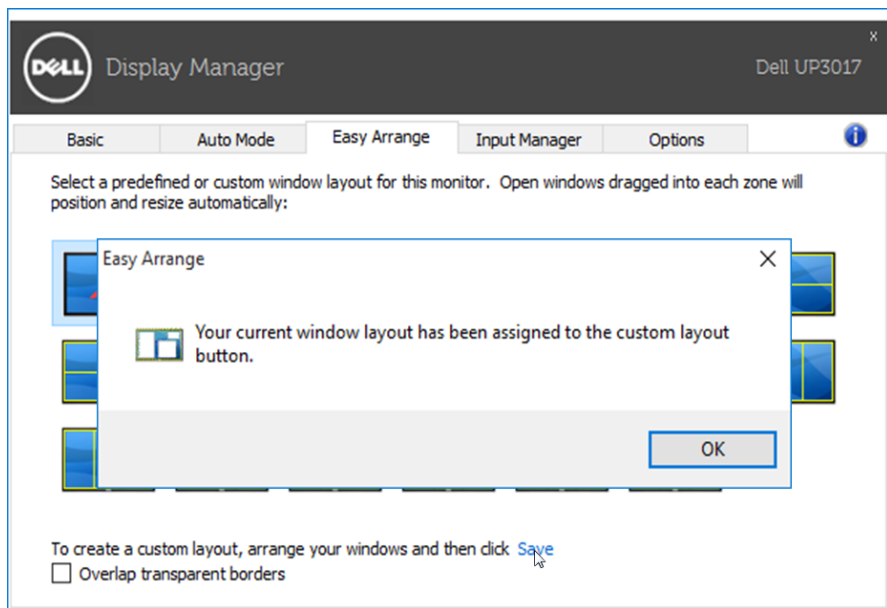 DELL
Display Manager
x
Dell UP3017
Basic
Auto Mode
Easy Arrange
Input Manager
Options
i
Select a predefined or custom window layout for this monitor. Open windows dragged into each zone will
position and resize automatically:
Easy Arrange
Your current window layout has been assigned to the custom layout
button.
OK
To create a custom layout, arrange your windows and then click Save
Overlap transparent borders